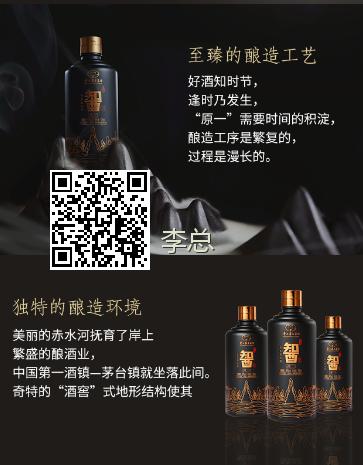 至臻的酿造工艺
好酒知时节，
逢时乃发生，
“原一”需要时间的积淀，
酿造工序是繁复的，
过程是漫长的。
智
李总
独特的酿造环境
美丽的赤水河抚育了岸上
繁盛的酿酒业，
中国第一酒镇—茅台镇就坐落此间。
奇特的“酒窖”式地形结构使其
智
智
智